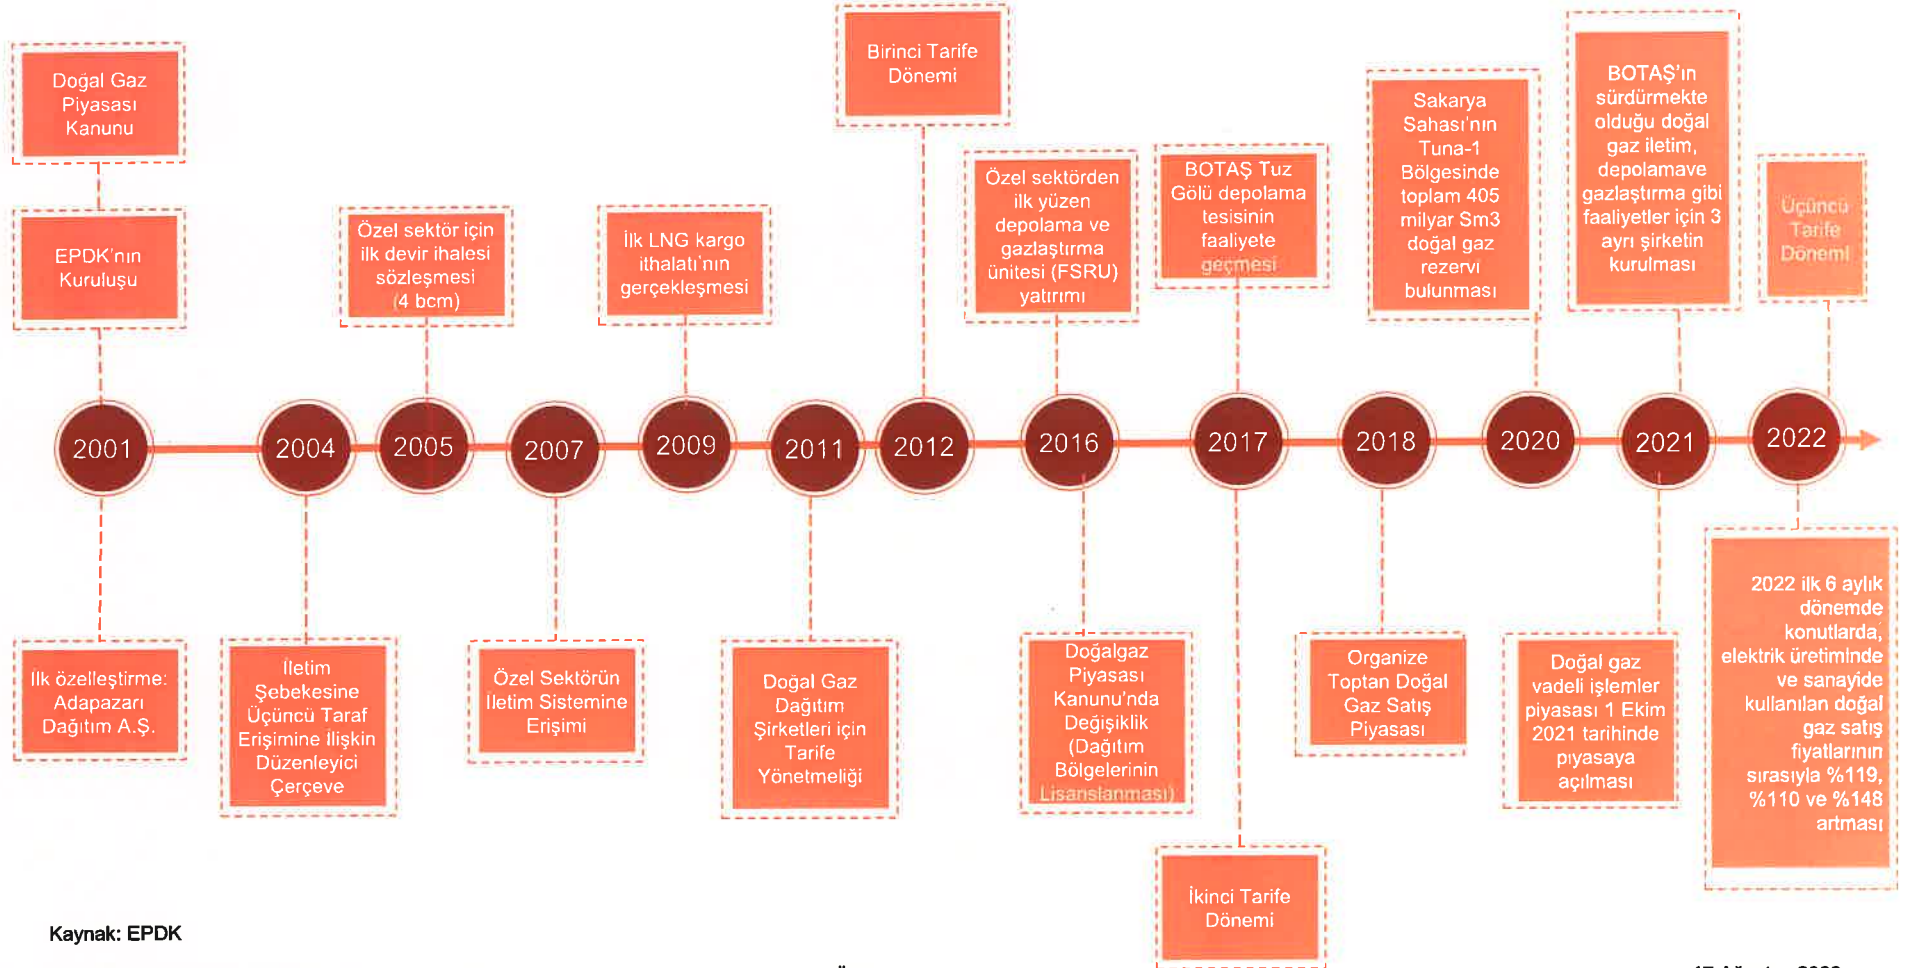 Doğal Gaz
Piyasası
Kanunu
EPDK'nın
Kuruluşu
Özel sektör için
ilk devir ihalesi
sözleşmesi
(4 bcm)
İlk LNG kargo
ithalatı'nın
gerçekleşmesi
Birinci Tarife
Dönemi
Özel sektörden
ilk yüzen
depolama ve
gazlaştırma
ünitesi (FSRU)
yatırımı
BOTAŞ Tuz
Gölü depolama
tesisinin
faaliyete
geçmesi
Sakarya
Sahası'nın
Tuna-1
Bölgesinde
toplam 405
milyar Sm3
doğal gaz
rezervi
bulunması
BOTAŞ'ın
sürdürmekte
olduğu doğal
gaz iletim,
depolamave
gazlaştırma gibi
faaliyetler için 3
ayrı şirketin
kurulması
Üçüncü
Tarife
Dönemi
2001
2004
2005
2007
2009
2011
2012
2016
2017
2018
2020
2021
2022
İlk özelleştirme:
Adapazarı
Dağıtım A.Ş.
İletim
Şebekesine
Üçüncü Taraf
Erişimine İlişkin
Düzenleyici
Çerçeve
Özel Sektörün
İletim Sistemine
Erişimi
Doğal Gaz
Dağıtım
Şirketleri için
Tarife
Yönetmeliği
Doğalgaz
Piyasası
Kanunu'nda
Değişiklik
(Dağıtım
Bölgelerinin
Lisanslanması)
İkinci Tarife
Dönemi
Organize
Toptan Doğal
Gaz Satış
Piyasası
Doğal gaz
vadeli işlemler
piyasası 1 Ekim
2021 tarihinde
piyasaya
açılması
2022 ilk 6 aylık
dönemde
konutlarda,
elektrik üretiminde
ve sanayide
kullanılan doğal
gaz satış
fiyatlarının
sırasıyla %119,
%110 ve %148
artması
Kaynak: EPDK